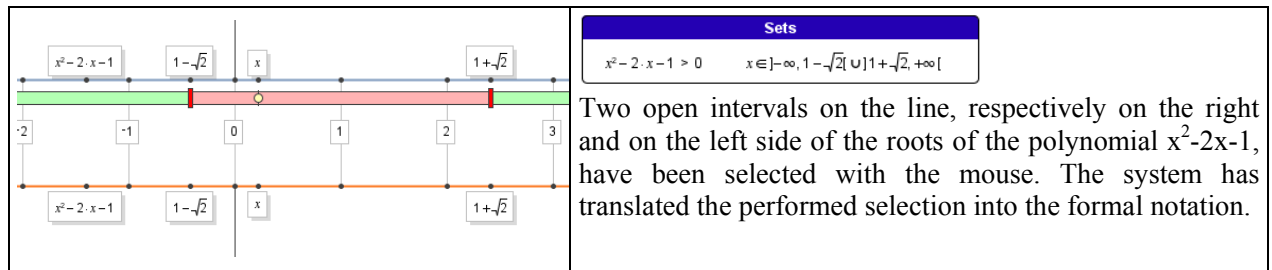 x²–2·x–1 1–√2 x 1+√2
-2 -1 0 1 2 3
x²–2·x–1 1–√2 x 1+√2
Sets
x²–2·x–1 > 0 x∈]–∞, 1–√2[ ∪]1+√2, +∞[
Two open intervals on the line, respectively on the right
and on the left side of the roots of the polynomial x²-2x-1,
have been selected with the mouse. The system has
translated the performed selection into the formal notation.